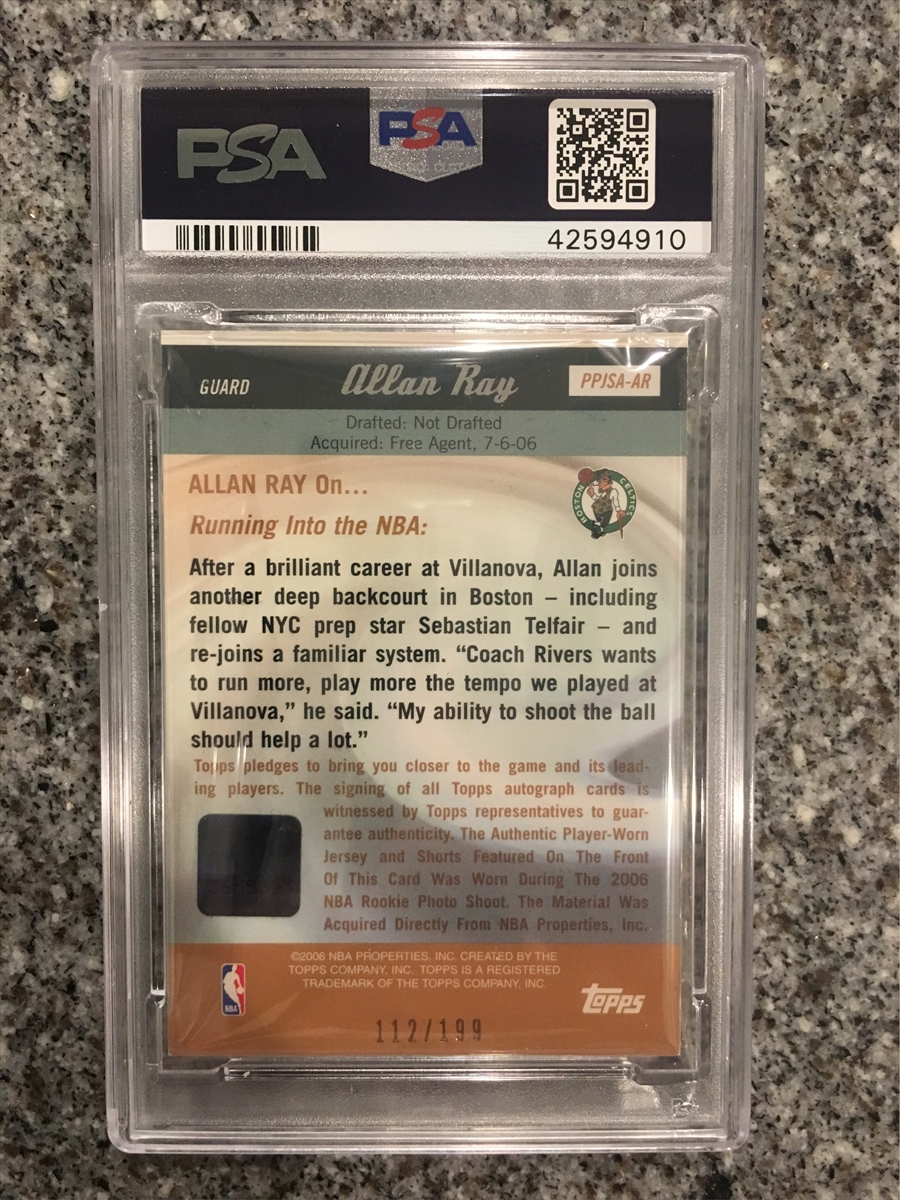 PSA
PSA
42594910
GUARD
Allan Ray
PPJSA-AR
Drafted: Not Drafted
Acquired: Free Agent, 7-6-06
ALLAN RAY On...
BOSTON CELTICS
Running Into the NBA:
After a brilliant career at Villanova, Allan joins
another deep backcourt in Boston – including
fellow NYC prep star Sebastian Telfair – and
re-joins a familiar system. “Coach Rivers wants
to run more, play more the tempo we played at
Villanova,” he said. “My ability to shoot the ball
should help a lot.”
Topps pledges to bring you closer to the game and its lead-
ing players. The signing of all Topps autograph cards is
witnessed by Topps representatives to guar-
antee authenticity. The Authentic Player-Worn
Jersey and Shorts Featured On The Front
Of This Card Was Worn During The 2006
NBA Rookie Photo Shoot. The Material Was
Acquired Directly From NBA Properties, Inc.
©2006 NBA PROPERTIES, INC. CREATED BY THE
TOPPS COMPANY, INC. TOPPS IS A REGISTERED
TRADEMARK OF THE TOPPS COMPANY, INC.
NBA
topps
112/199